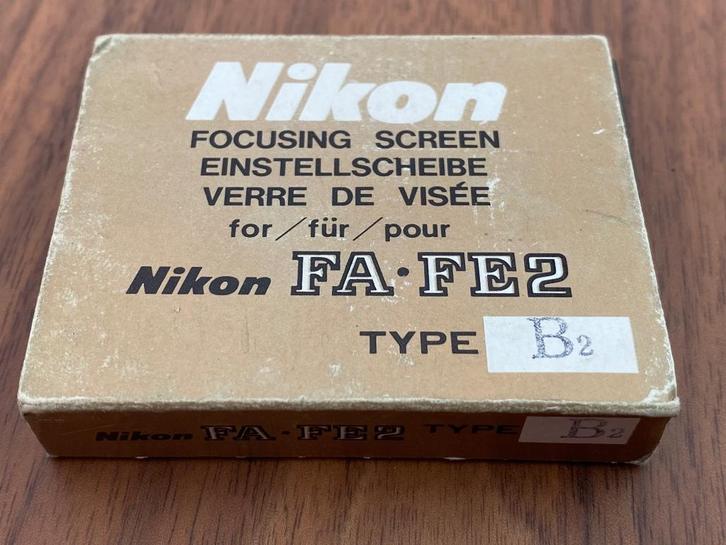 Nikon
FOCUSING SCREEN
EINSTELLSCHEIBE
VERRE DE VISÉE
for/für/pour
Nikon FA·FE2
TYPE B2
Nikon FA·FE2 TYPE B2